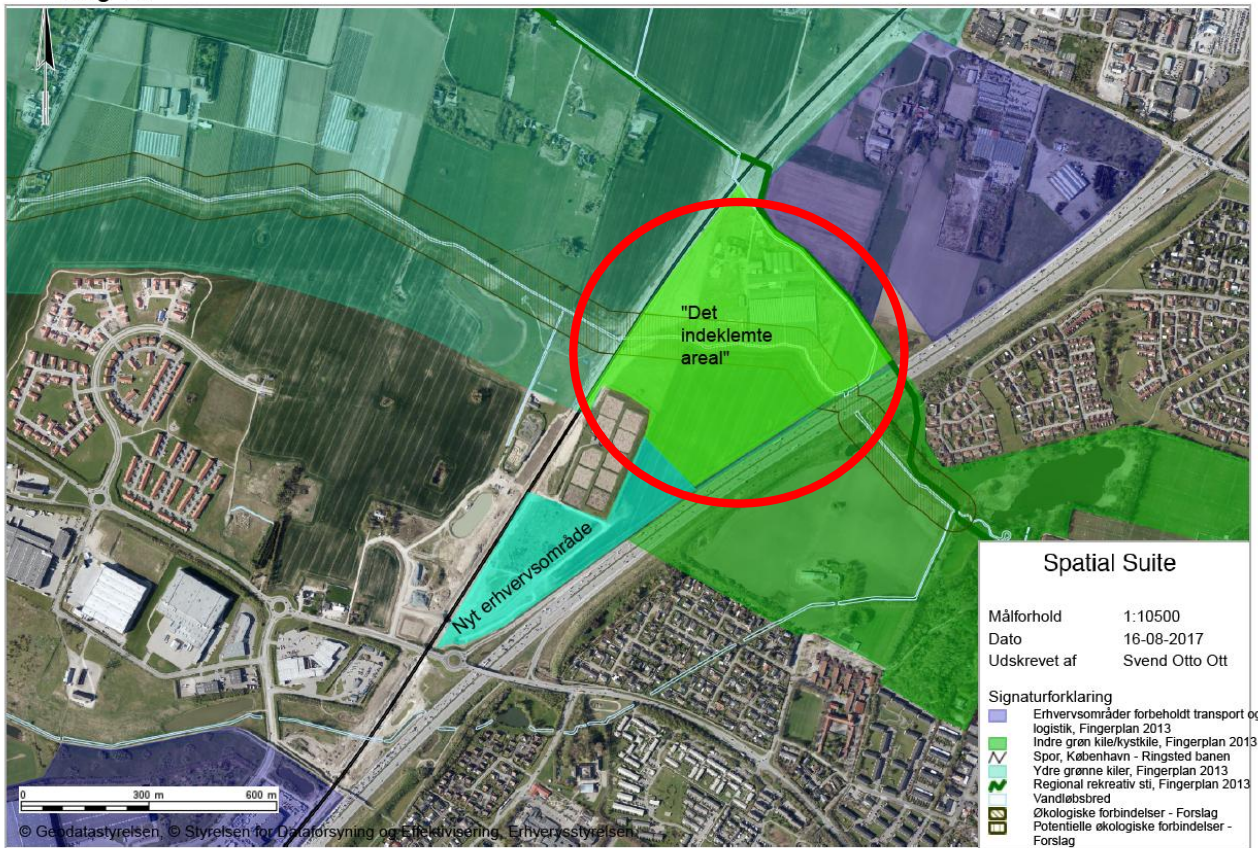 "Det
indeklemte
areal"
Nyt erhvervsområde
Spatial Suite
Målforhold 1:10500
Dato 16-08-2017
Udskrevet af Svend Otto Ott
Signaturforklaring
Erhvervsområder forbeholdt transport og
logistik, Fingerplan 2013
Indre grøn kile/kystkile, Fingerplan 2013
Spor, København - Ringsted banen
Ydre grønne kiler, Fingerplan 2013
Regional rekreativ sti, Fingerplan 2013
Vandløbsbred
Økologiske forbindelser - Forslag
Potentielle økologiske forbindelser -
Forslag
0 300 m 600 m
© Geodatastyrelsen, © Styrelsen for Dataforsyning og Effektivisering, Erhvervsstyrelsen